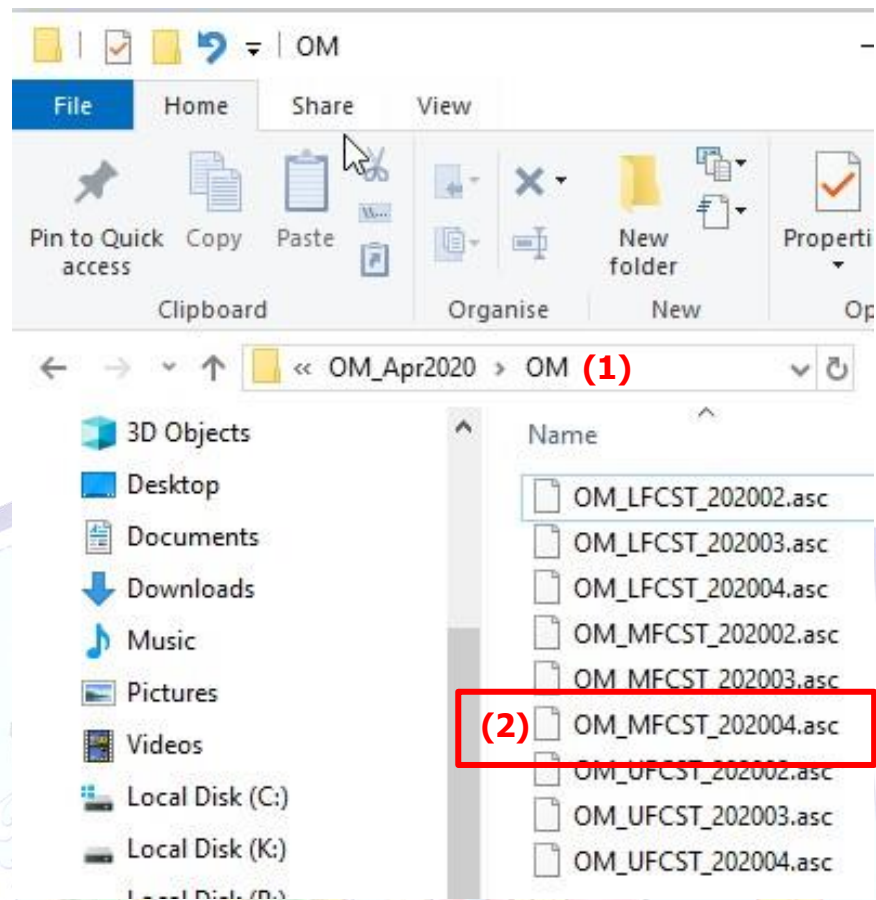 OM
File Home Share View
Pin to Quick access
Copy
Paste
New folder
Properti
Clipboard Organise New Op
« OM_Apr2020 > OM (1)
3D Objects
Desktop
Documents
Downloads
Music
Pictures
Videos
Local Disk (C:)
Local Disk (K:)
Name
OM_LFCST_202002.asc
OM_LFCST_202003.asc
OM_LFCST_202004.asc
OM_MFCST_202002.asc
OM_MFCST_202003.asc
(2) OM_MFCST_202004.asc
OM_UFCST_202002.asc
OM_UFCST_202003.asc
OM_UFCST_202004.asc